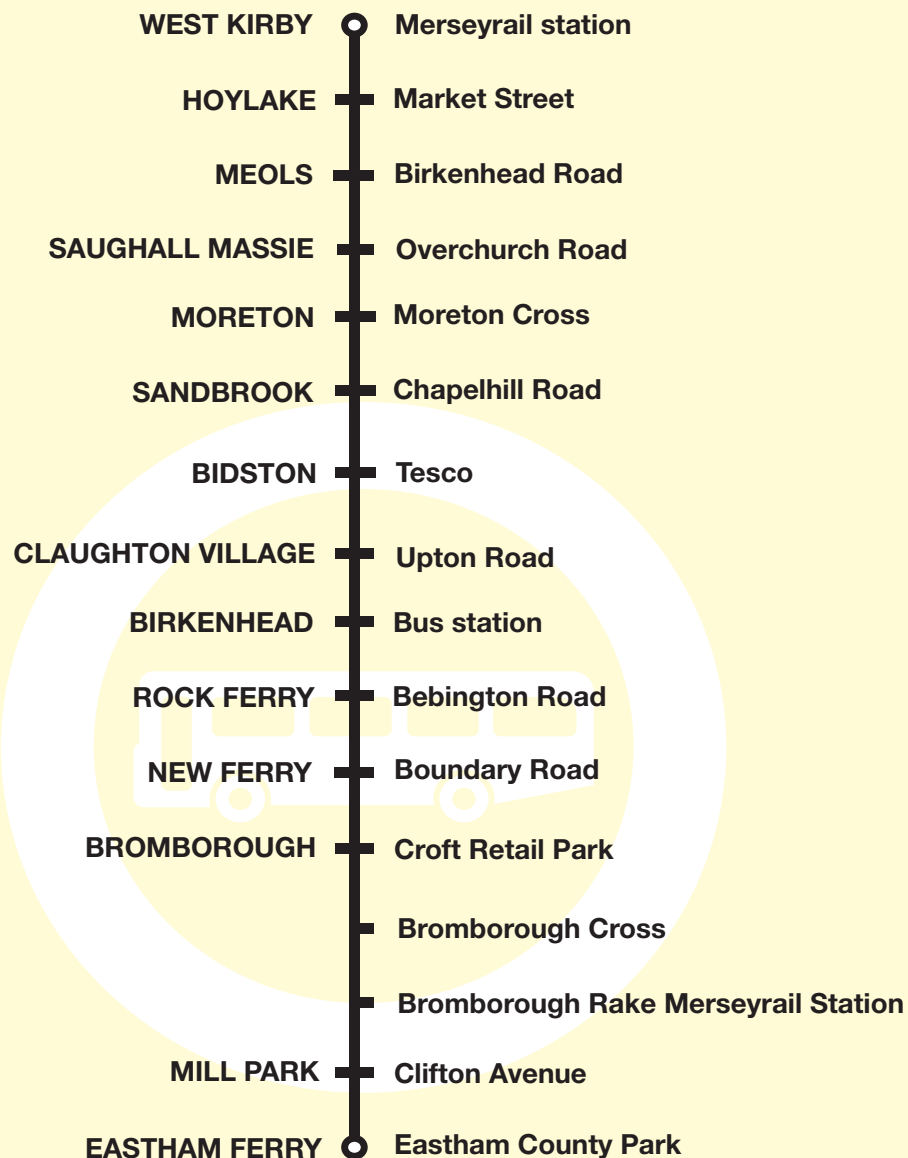 WEST KIRBY Merseyrail station
HOYLAKE Market Street
MEOLS Birkenhead Road
SAUGHALL MASSIE Overchurch Road
MORETON Moreton Cross
SANDBROOK Chapelhill Road
BIDSTON Tesco
CLAUGHTON VILLAGE Upton Road
BIRKENHEAD Bus station
ROCK FERRY Bebington Road
NEW FERRY Boundary Road
BROMBOROUGH Croft Retail Park
Bromborough Cross
Bromborough Rake Merseyrail Station
MILL PARK Clifton Avenue
EASTHAM FERRY Eastham County Park